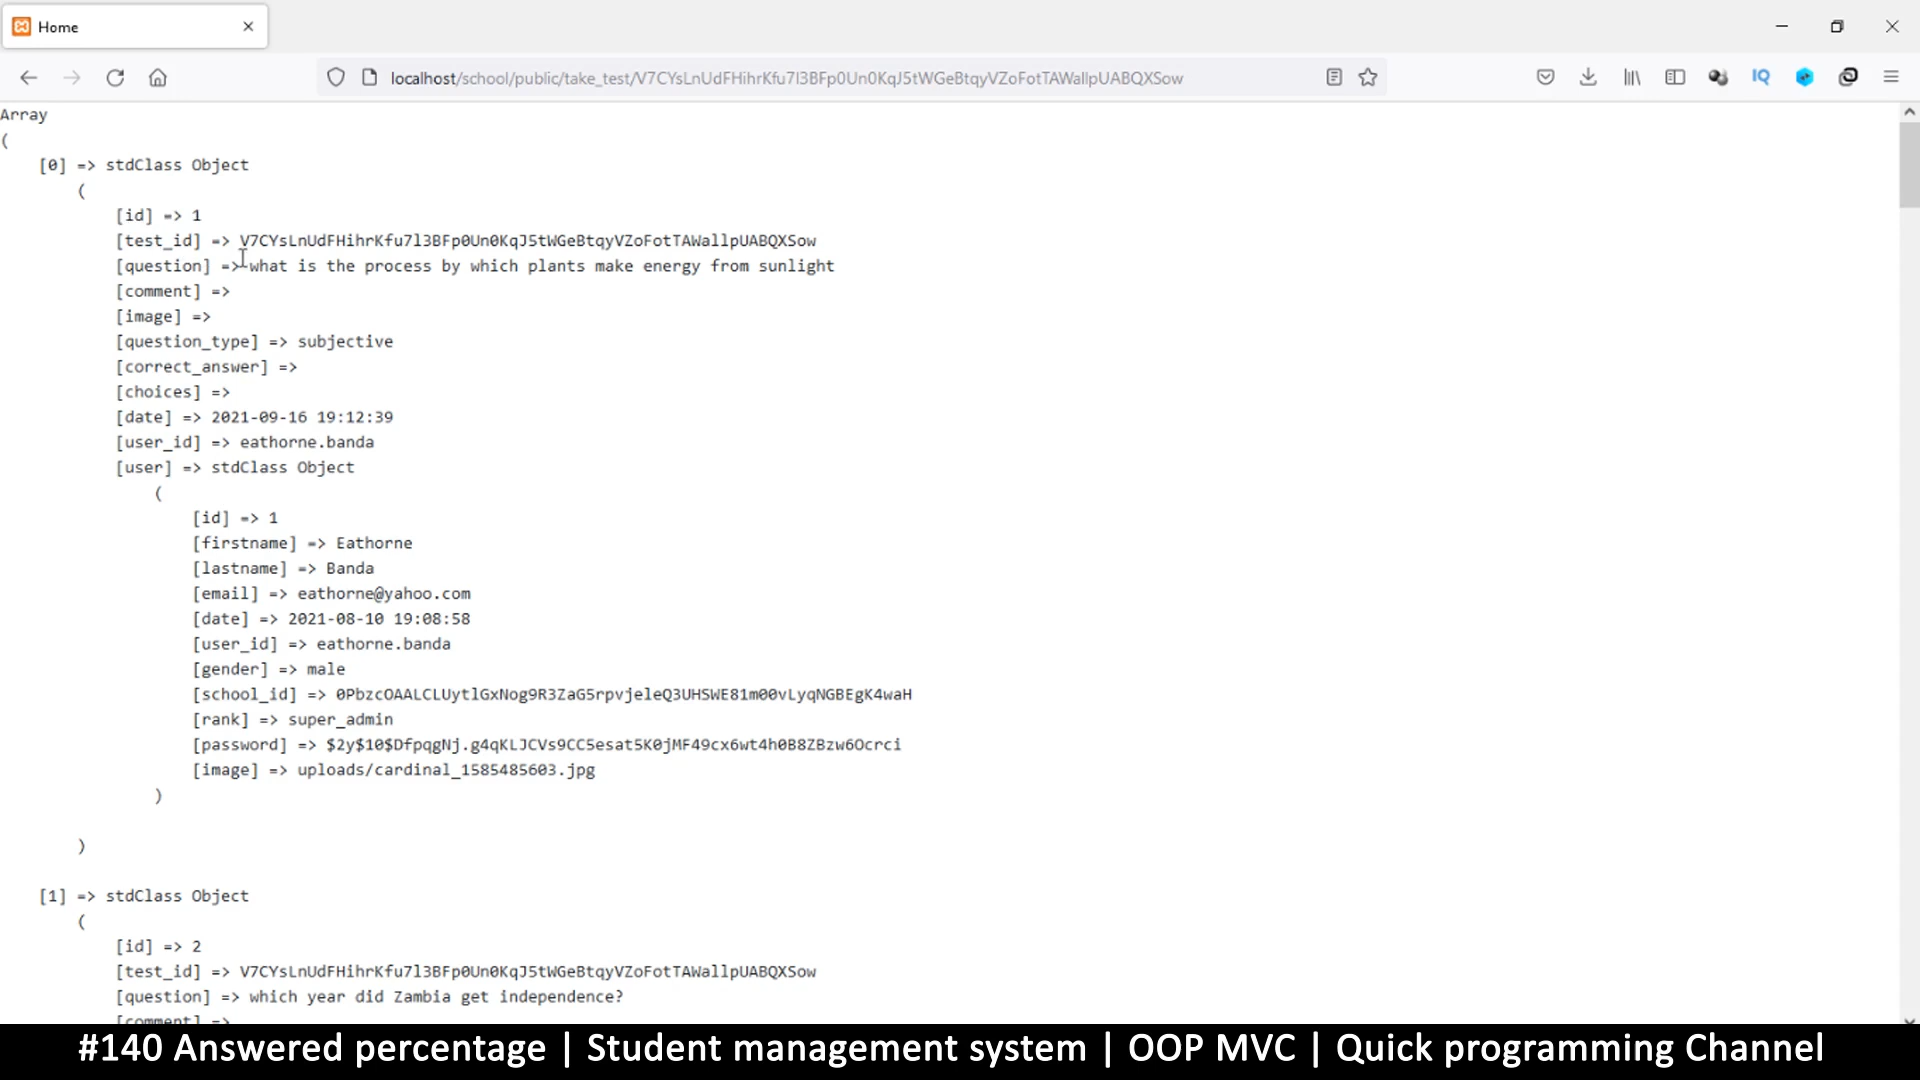 Home
localhost/school/public/take_test/V7CYsLnUdFHihrKfu7l3BFp0Un0KqJ5tWGeBtqyVZoFotTAWallpUABQXSow
IQ
Array
(
[0] => stdClass Object
(
[id] => 1
[test_id] => V7CYsLnUdFHihrKfu7l3BFp0Un0KqJ5tWGeBtqyVZoFotTAWallpUABQXSow
[question] => what is the process by which plants make energy from sunlight
[comment] =>
[image] =>
[question_type] => subjective
[correct_answer] =>
[choices] =>
[date] => 2021-09-16 19:12:39
[user_id] => eathorne.banda
[user] => stdClass Object
(
[id] => 1
[firstname] => Eathorne
[lastname] => Banda
[email] => eathorne@yahoo.com
[date] => 2021-08-10 19:08:58
[user_id] => eathorne.banda
[gender] => male
[school_id] => 0PbzcOAALCLUytlGxNog9R3ZaG5rpvjeleQ3UHSWE81m00vLyqNGBEgK4waH
[rank] => super_admin
[password] => $2y$10$DfpqgNj.g4qKLJCVs9CC5esat5K0jMF49cx6wt4h0B8ZBzw6Ocrci
[image] => uploads/cardinal_1585485603.jpg
)
)
[1] => stdClass Object
(
[id] => 2
[test_id] => V7CYsLnUdFHihrKfu7l3BFp0Un0KqJ5tWGeBtqyVZoFotTAWallpUABQXSow
[question] => which year did Zambia get independence?
[comment] =>
#140 Answered percentage | Student management system | OOP MVC | Quick programming Channel